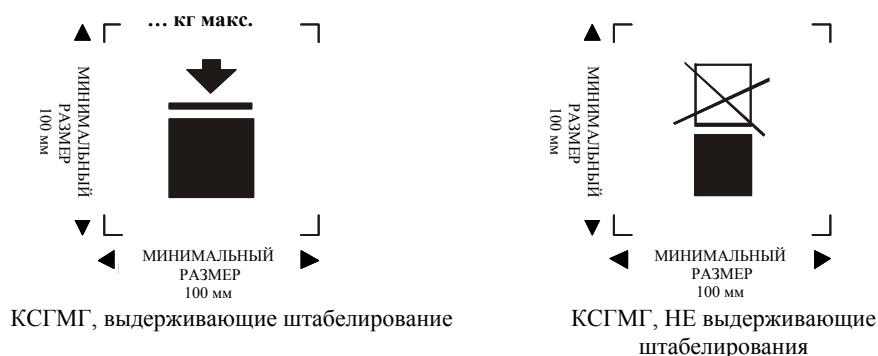 ... кг макс.
МИНИМАЛЬНЫЙ
РАЗМЕР
100 мм
МИНИМАЛЬНЫЙ
РАЗМЕР
100 мм
КСГМГ, выдерживающие штабелирование
МИНИМАЛЬНЫЙ
РАЗМЕР
100 мм
МИНИМАЛЬНЫЙ
РАЗМЕР
100 мм
КСГМГ, НЕ выдерживающие
штабелирования